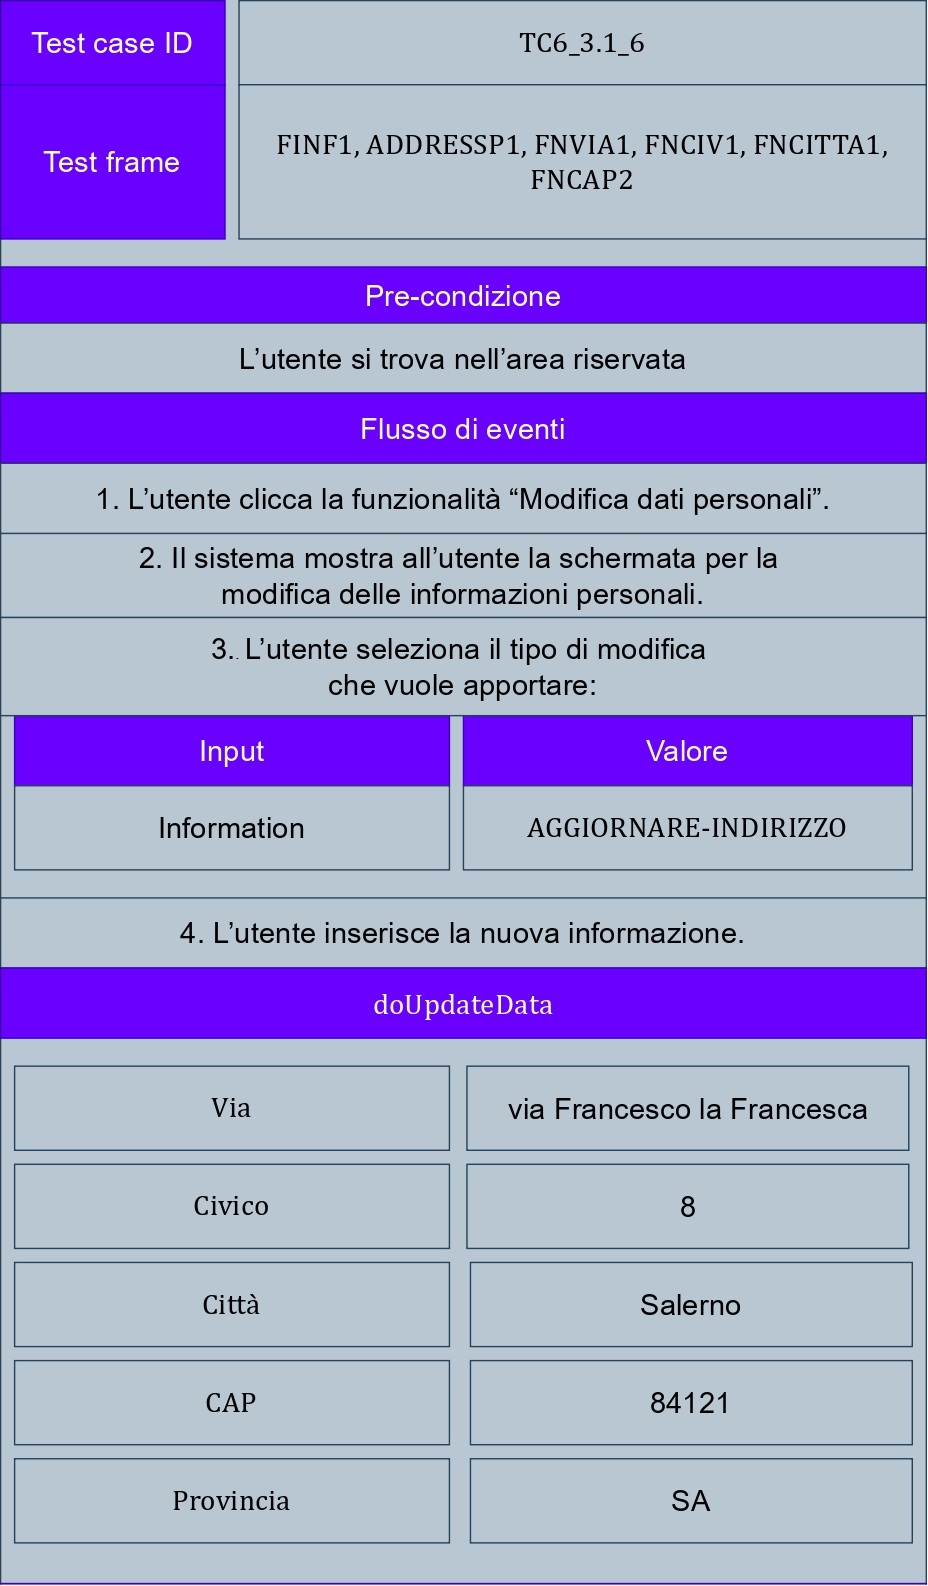 Test case ID
TC6_3.1_6
Test frame
FINF1, ADDRESSP1, FNVIA1, FNCIV1, FNCITTA1,
FNCAP2
Pre-condizione
L’utente si trova nell’area riservata
Flusso di eventi
1. L’utente clicca la funzionalità “Modifica dati personali”.
2. Il sistema mostra all’utente la schermata per la
modifica delle informazioni personali.
3. L’utente seleziona il tipo di modifica
che vuole apportare:
Input
Valore
Information
AGGIORNARE-INDIRIZZO
4. L’utente inserisce la nuova informazione.
doUpdateData
Via
via Francesco la Francesca
Civico
8
Città
Salerno
CAP
84121
Provincia
SA